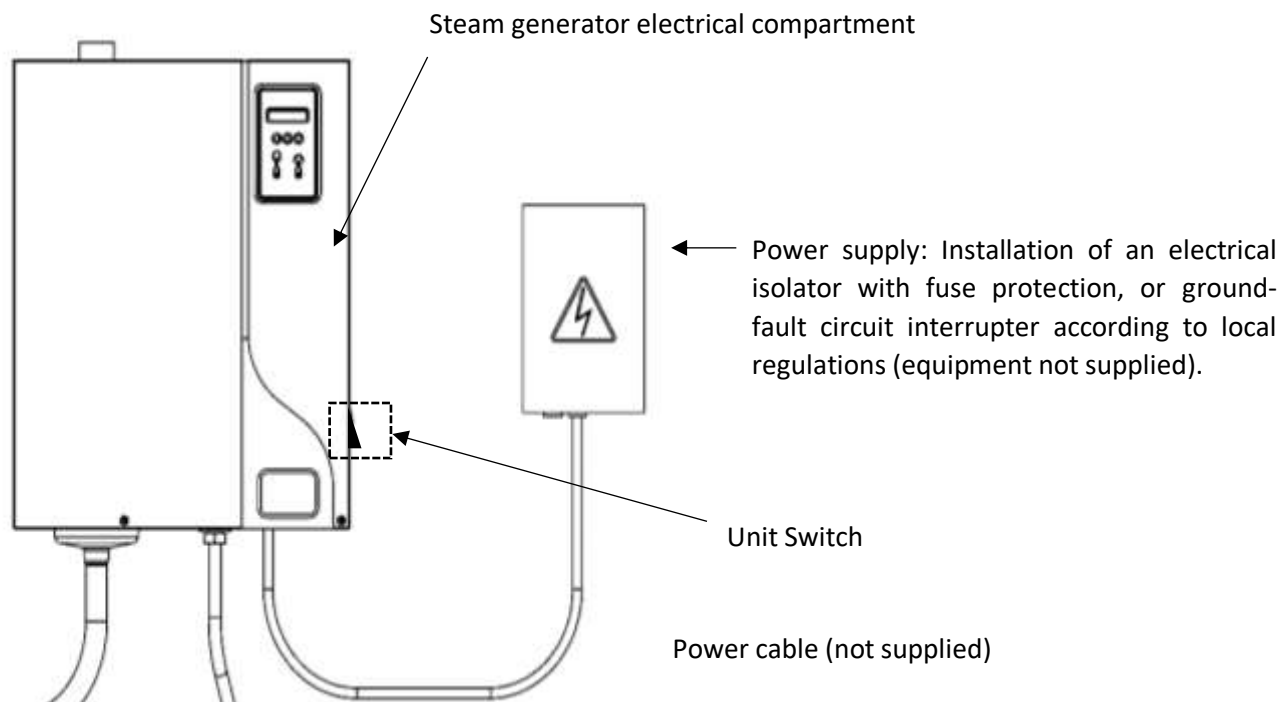 Steam generator electrical compartment
Power supply: Installation of an electrical
isolator with fuse protection, or ground-
fault circuit interrupter according to local
regulations (equipment not supplied).
Unit Switch
Power cable (not supplied)